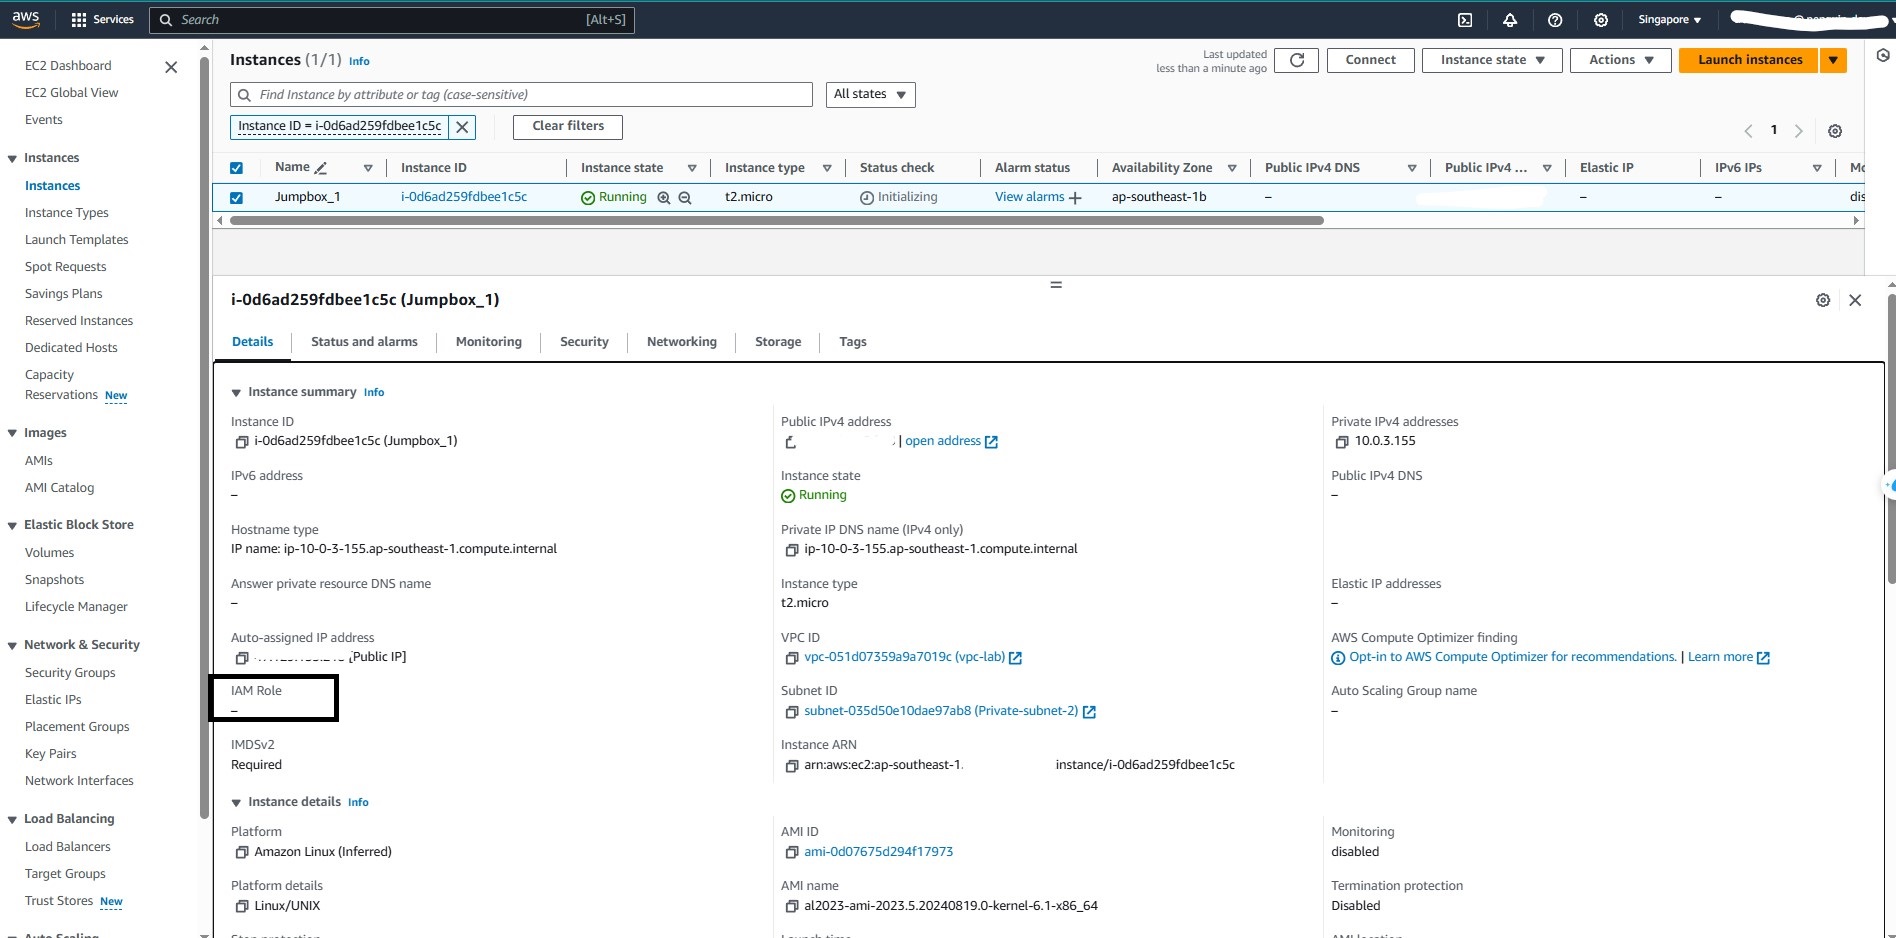 aws
Services
Search
[Alt+S]
Singapore
EC2 Dashboard
EC2 Global View
Events
Instances
Instances
Instance Types
Launch Templates
Spot Requests
Savings Plans
Reserved Instances
Dedicated Hosts
Capacity
Reservations New
Images
AMIs
AMI Catalog
Elastic Block Store
Volumes
Snapshots
Lifecycle Manager
Network & Security
Security Groups
Elastic IPs
Placement Groups
Key Pairs
Network Interfaces
Load Balancing
Load Balancers
Target Groups
Trust Stores New
Auto Scaling
Instances (1/1) Info
Last updated
less than a minute ago
Connect
Instance state
Actions
Launch instances
Find Instance by attribute or tag (case-sensitive)
All states
Instance ID = i-0d6ad259fdbee1c5c
Clear filters
1
Name Instance ID Instance state Instance type Status check Alarm status Availability Zone Public IPv4 DNS Public IPv4 ... Elastic IP IPv6 IPs
Jumpbox_1 i-0d6ad259fdbee1c5c Running t2.micro Initializing View alarms + ap-southeast-1b – – – dis
i-0d6ad259fdbee1c5c (Jumpbox_1)
Details Status and alarms Monitoring Security Networking Storage Tags
Instance summary Info
Instance ID
i-0d6ad259fdbee1c5c (Jumpbox_1)
Public IPv4 address
| open address
Private IPv4 addresses
10.0.3.155
IPv6 address
–
Instance state
Running
Public IPv4 DNS
–
Hostname type
IP name: ip-10-0-3-155.ap-southeast-1.compute.internal
Private IP DNS name (IPv4 only)
ip-10-0-3-155.ap-southeast-1.compute.internal
Answer private resource DNS name
–
Instance type
t2.micro
Elastic IP addresses
–
Auto-assigned IP address
[Public IP]
VPC ID
vpc-051d07359a9a7019c (vpc-lab)
AWS Compute Optimizer finding
Opt-in to AWS Compute Optimizer for recommendations. | Learn more
IAM Role
–
Subnet ID
subnet-035d50e10dae97ab8 (Private-subnet-2)
Auto Scaling Group name
–
IMDSv2
Required
Instance ARN
arn:aws:ec2:ap-southeast-1. instance/i-0d6ad259fdbee1c5c
Instance details Info
Platform
Amazon Linux (Inferred)
AMI ID
ami-0d07675d294f17973
Monitoring
disabled
Platform details
Linux/UNIX
AMI name
al2023-ami-2023.5.20240819.0-kernel-6.1-x86_64
Termination protection
Disabled